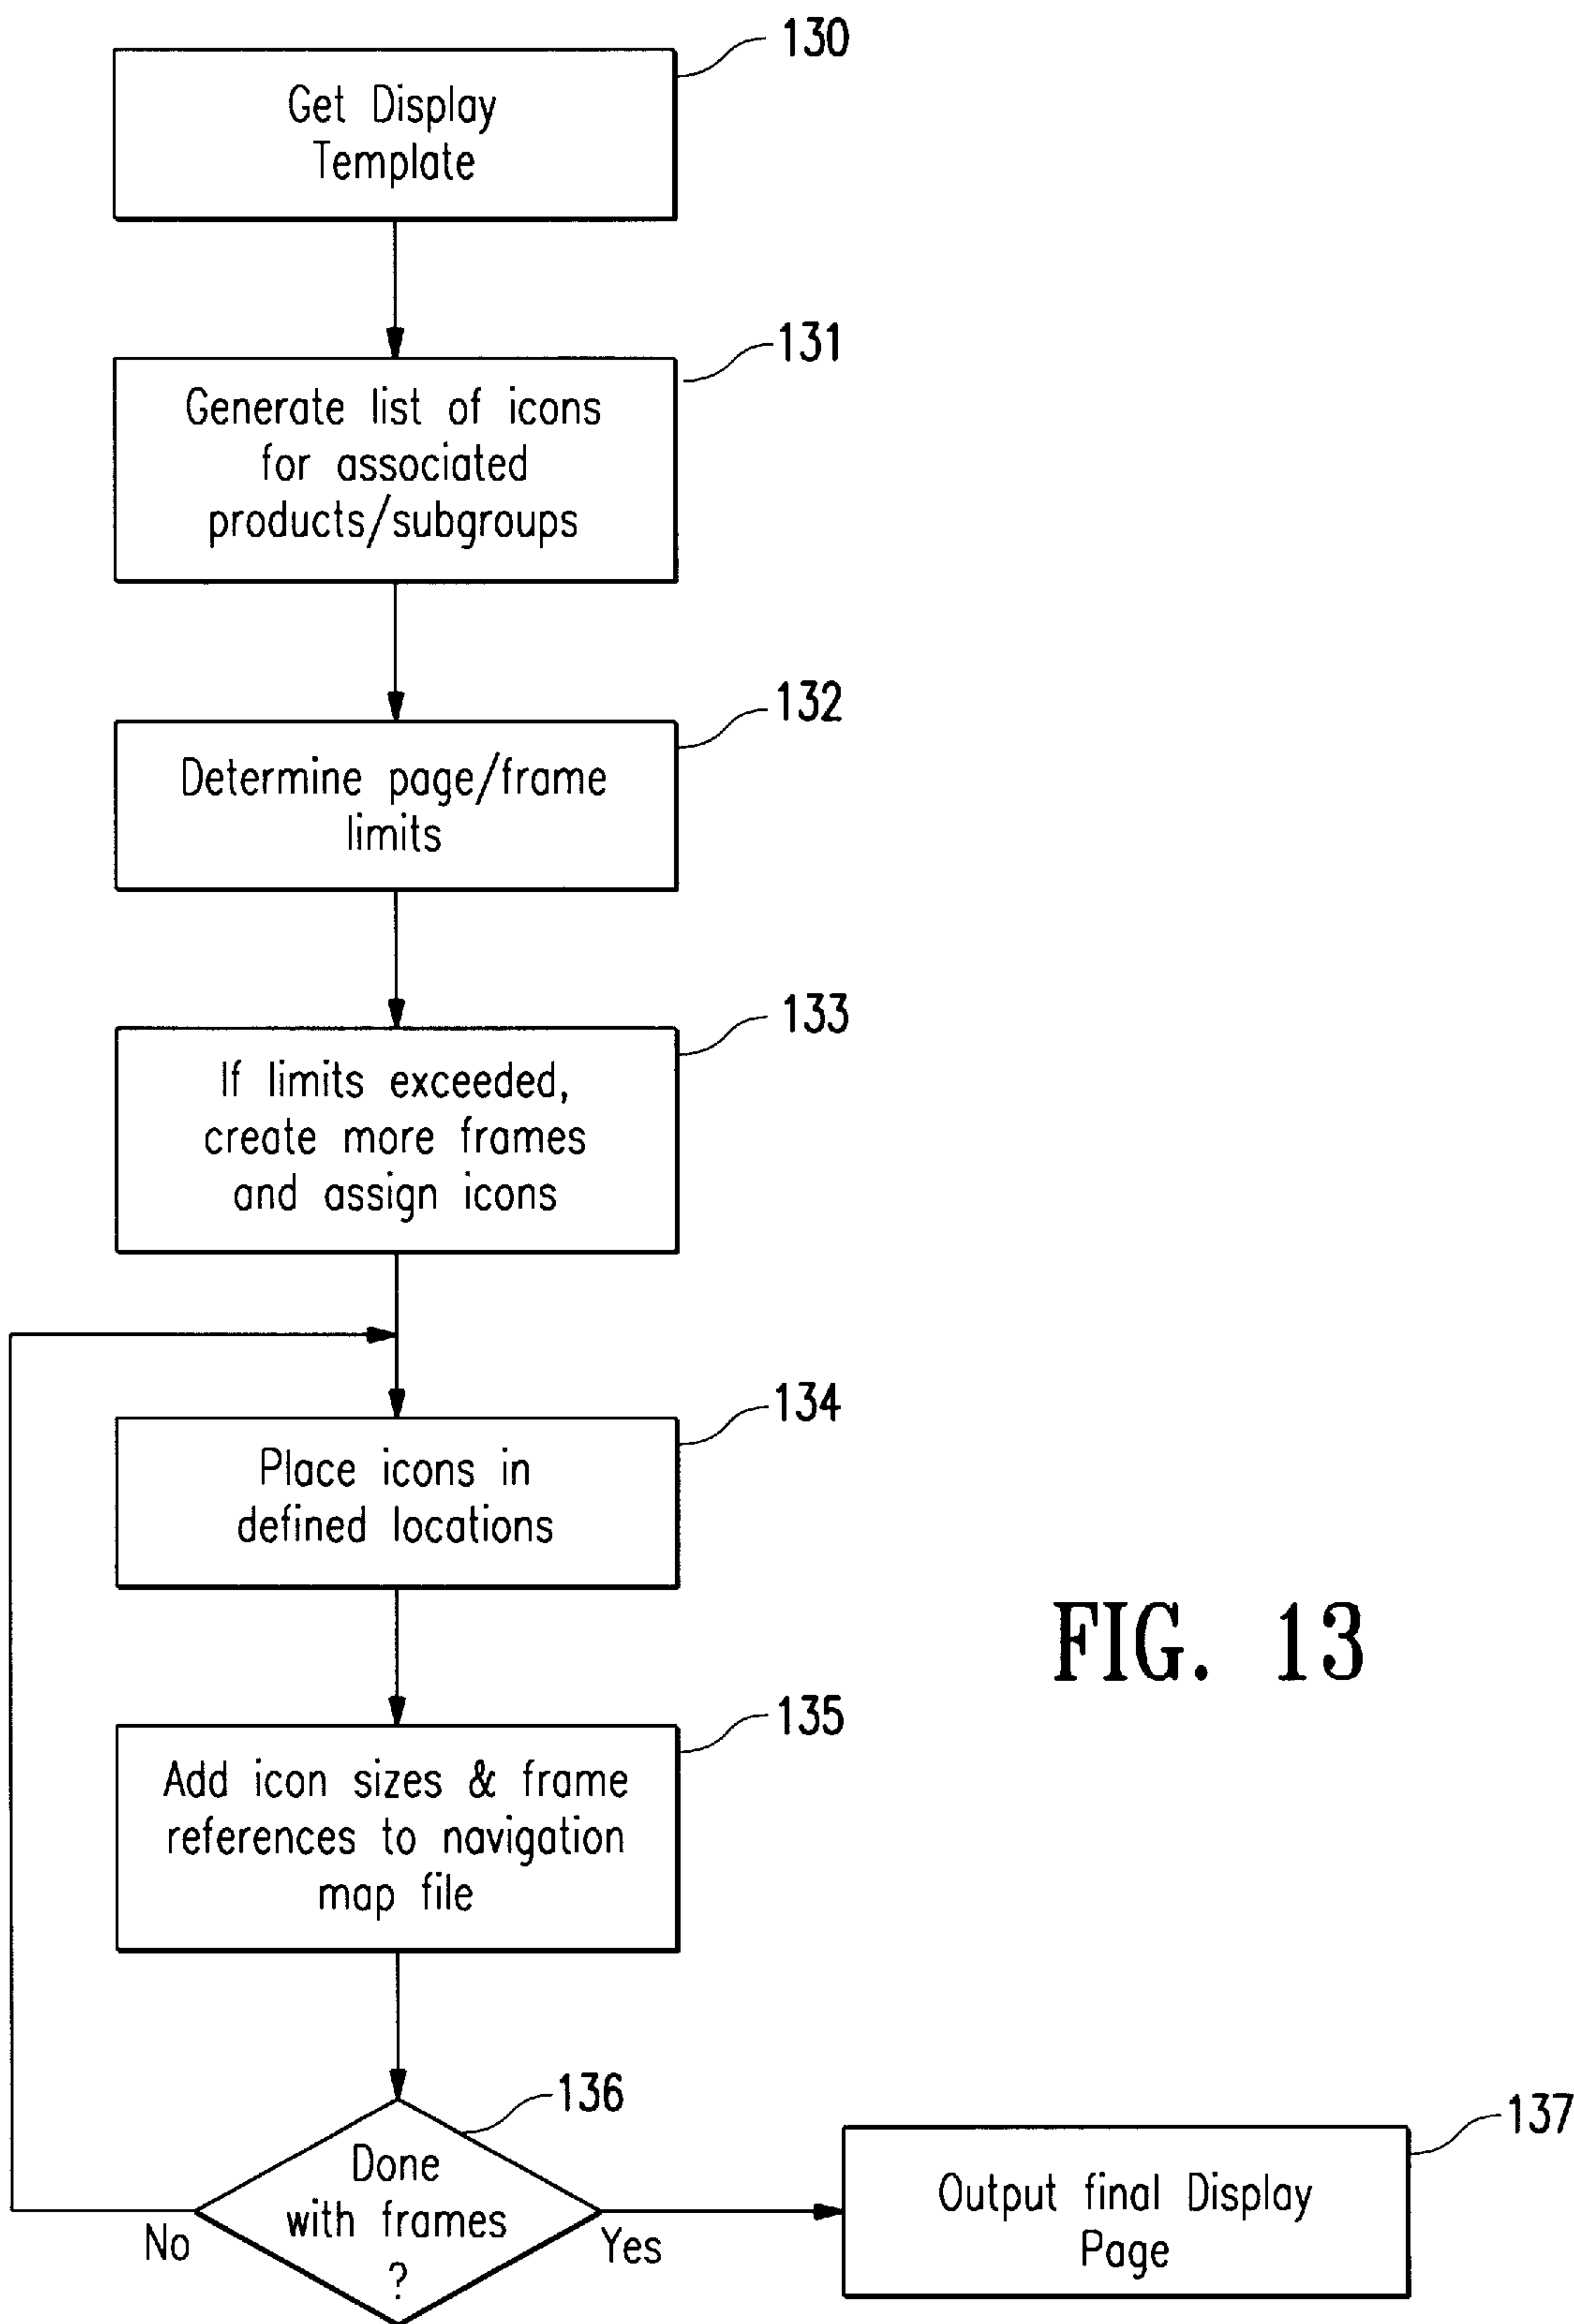 130
Get Display
Template
131
Generate list of icons
for associated
products/subgroups
132
Determine page/frame
limits
133
If limits exceeded,
create more frames
and assign icons
134
Place icons in
defined locations
135
Add icon sizes & frame
references to navigation
map file
136
Done
with frames
?
No
Yes
137
Output final Display
Page
FIG. 13